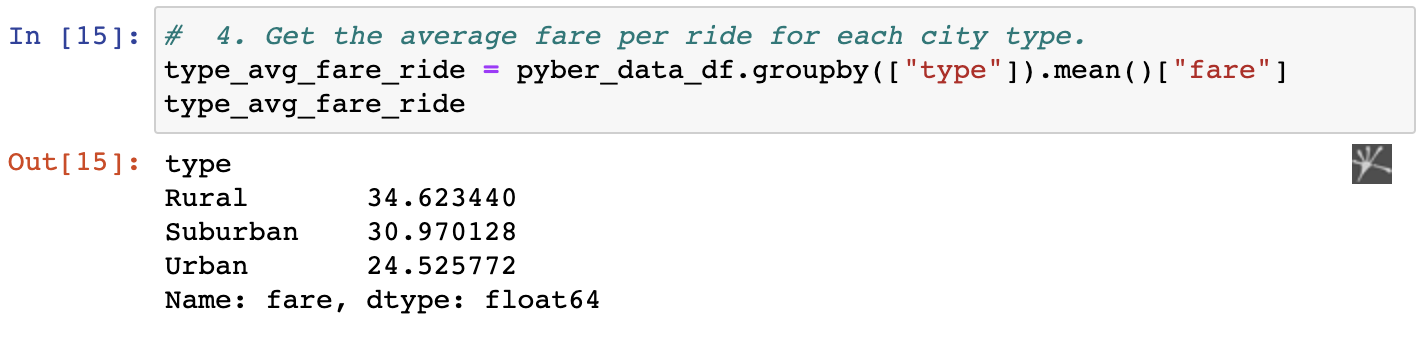 In [15]: #  4. Get the average fare per ride for each city type.
type_avg_fare_ride = pyber_data_df.groupby(["type"]).mean()["fare"]
type_avg_fare_ride
Out[15]: type
Rural        34.623440
Suburban    30.970128
Urban        24.525772
Name: fare, dtype: float64